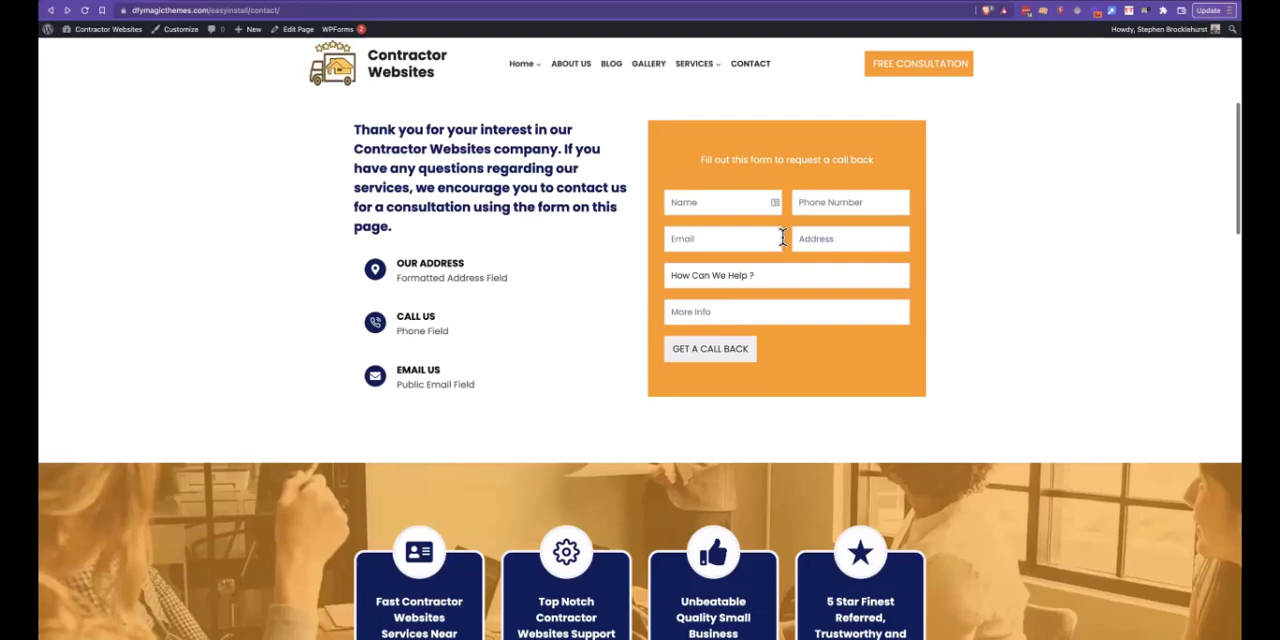 dfymagicthemes.com/easyinstall/contact/
Update
Contractor Websites
Customize
0
New
Edit Page
WPForms 2
Howdy, Stephen Brocklehurst
Contractor
Websites
Home
ABOUT US
BLOG
GALLERY
SERVICES
CONTACT
FREE CONSULTATION
Thank you for your interest in our
Contractor Websites company. If you
have any questions regarding our
services, we encourage you to contact us
for a consultation using the form on this
page.
OUR ADDRESS
Formatted Address Field
CALL US
Phone Field
EMAIL US
Public Email Field
Fill out this form to request a call back
Name
Phone Number
Email
Address
How Can We Help ?
More Info
GET A CALL BACK
Fast Contractor
Websites
Services Near
Top Notch
Contractor
Websites Support
Unbeatable
Quality Small
Business
5 Star Finest
Referred,
Trustworthy and